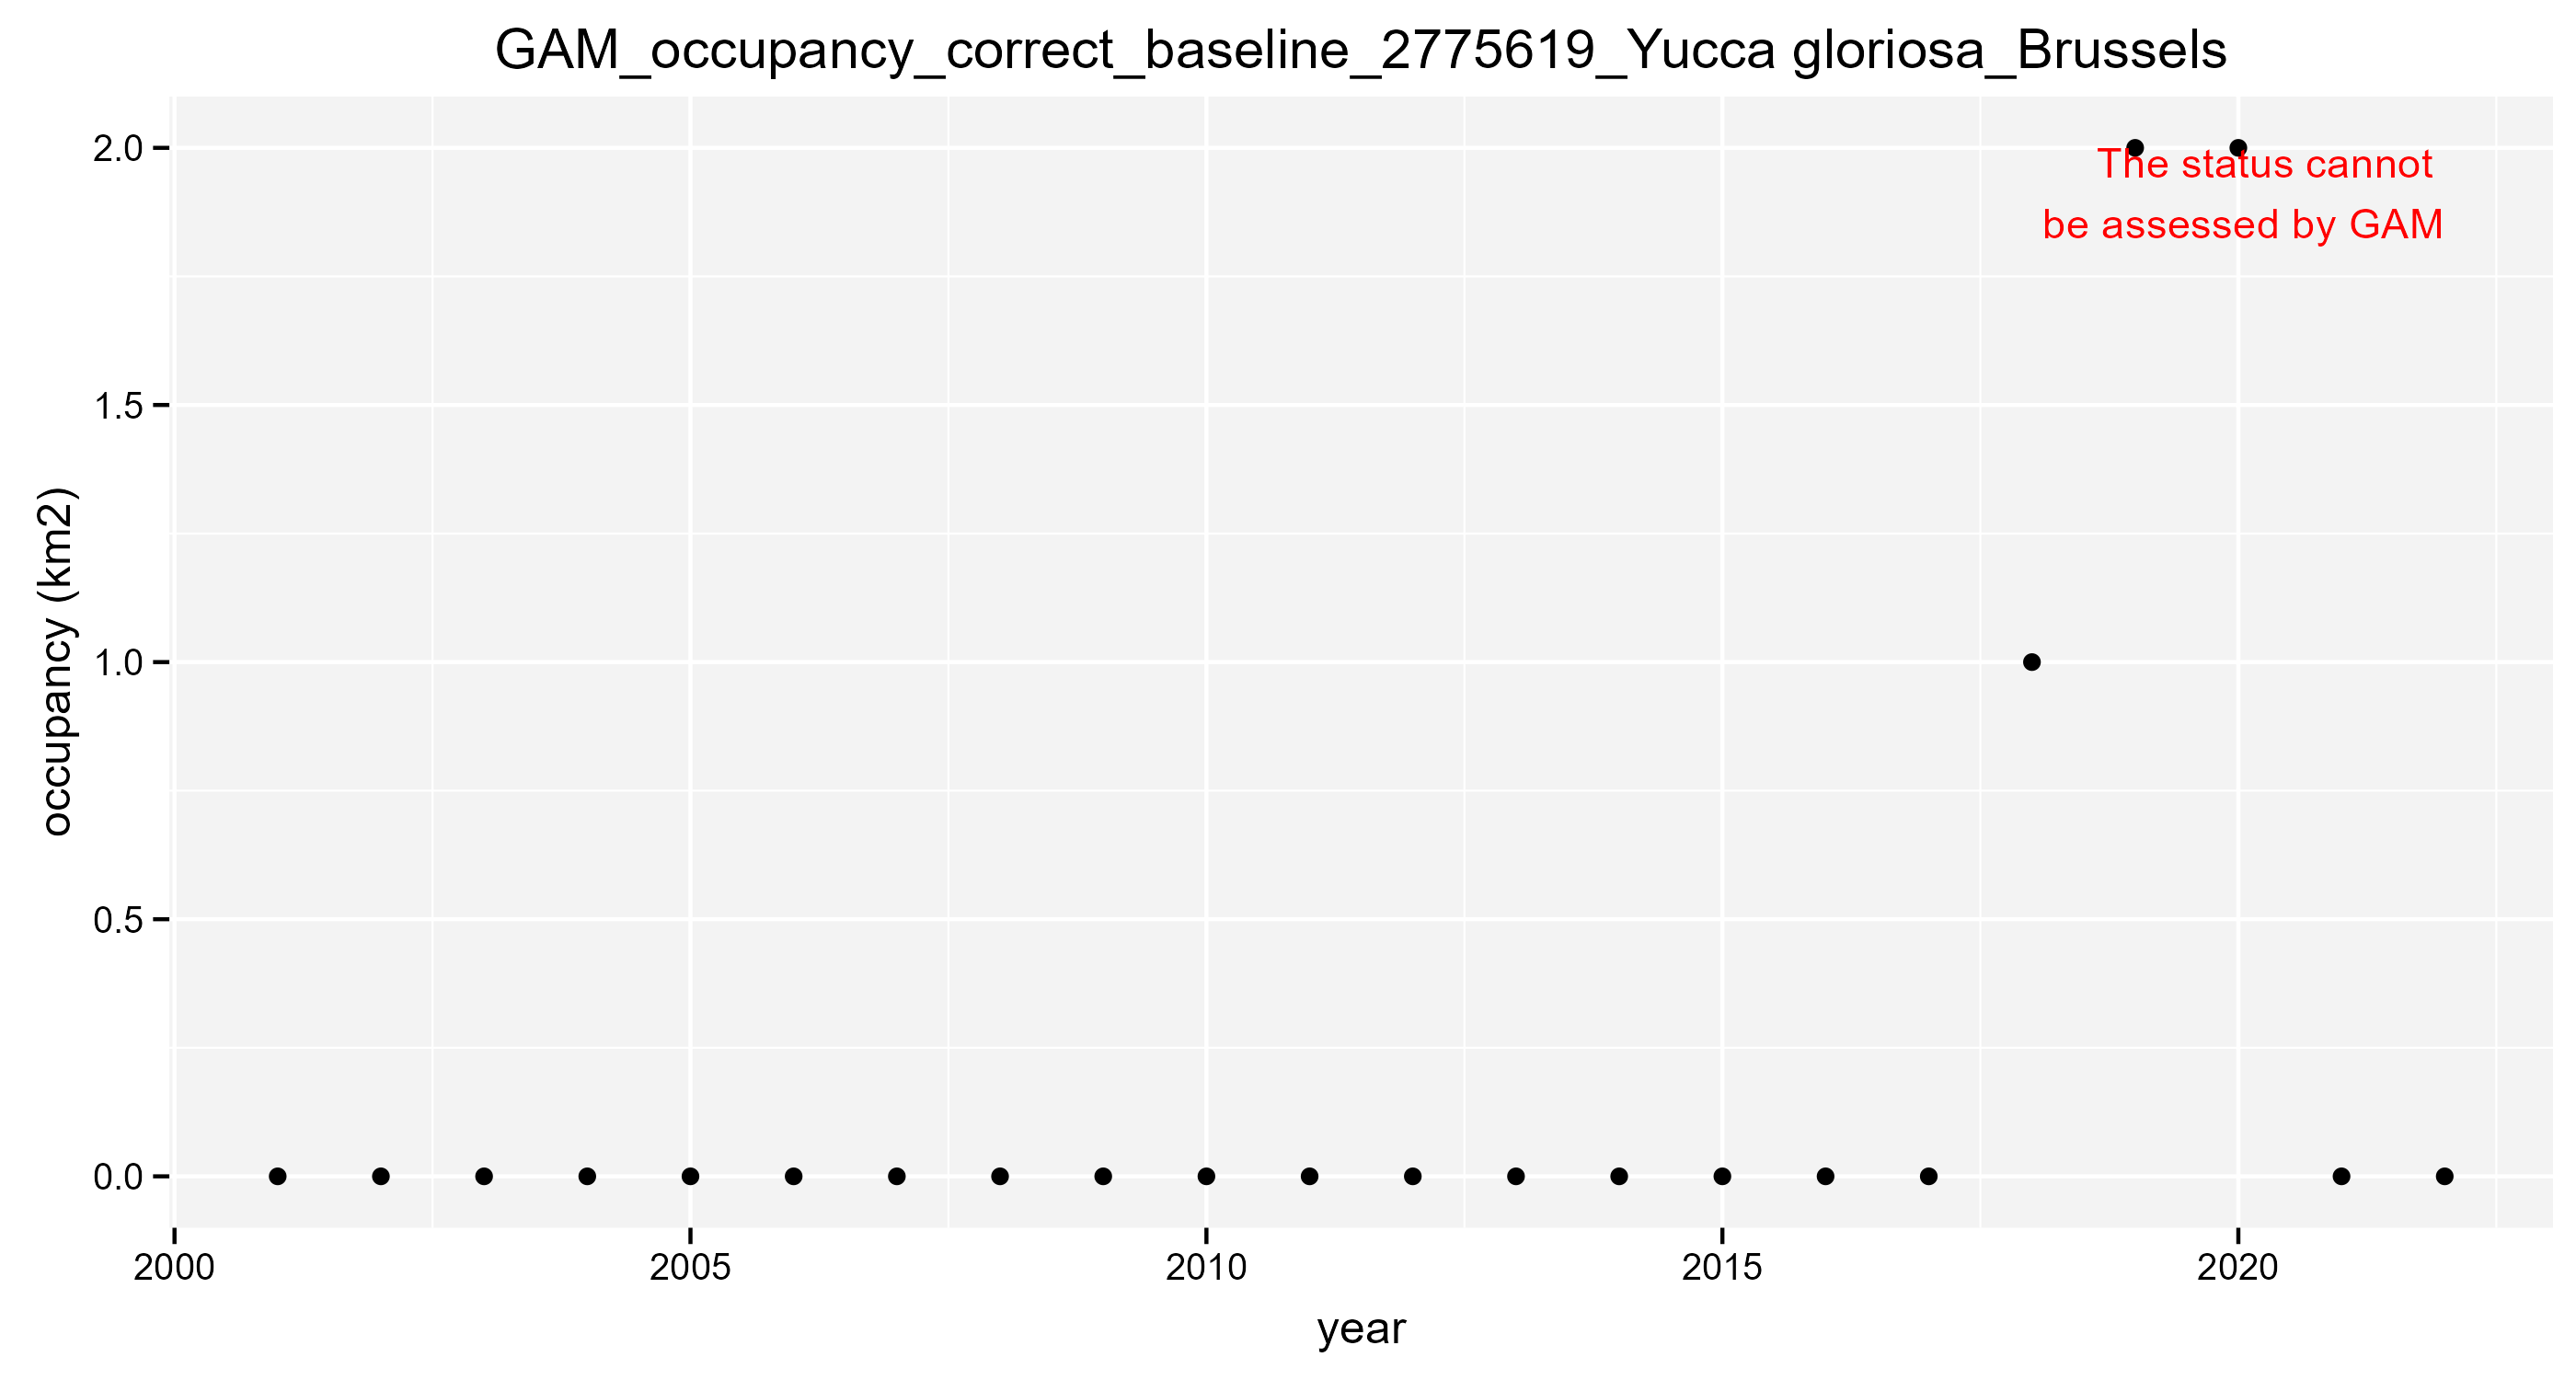 GAM_occupancy_correct_baseline_2775619_Yucca gloriosa_Brussels
2.0
The status cannot
be assessed by GAM
1.5
occupancy (km2)
1.0
0.5
0.0
2000 2005 2010 2015 2020
year